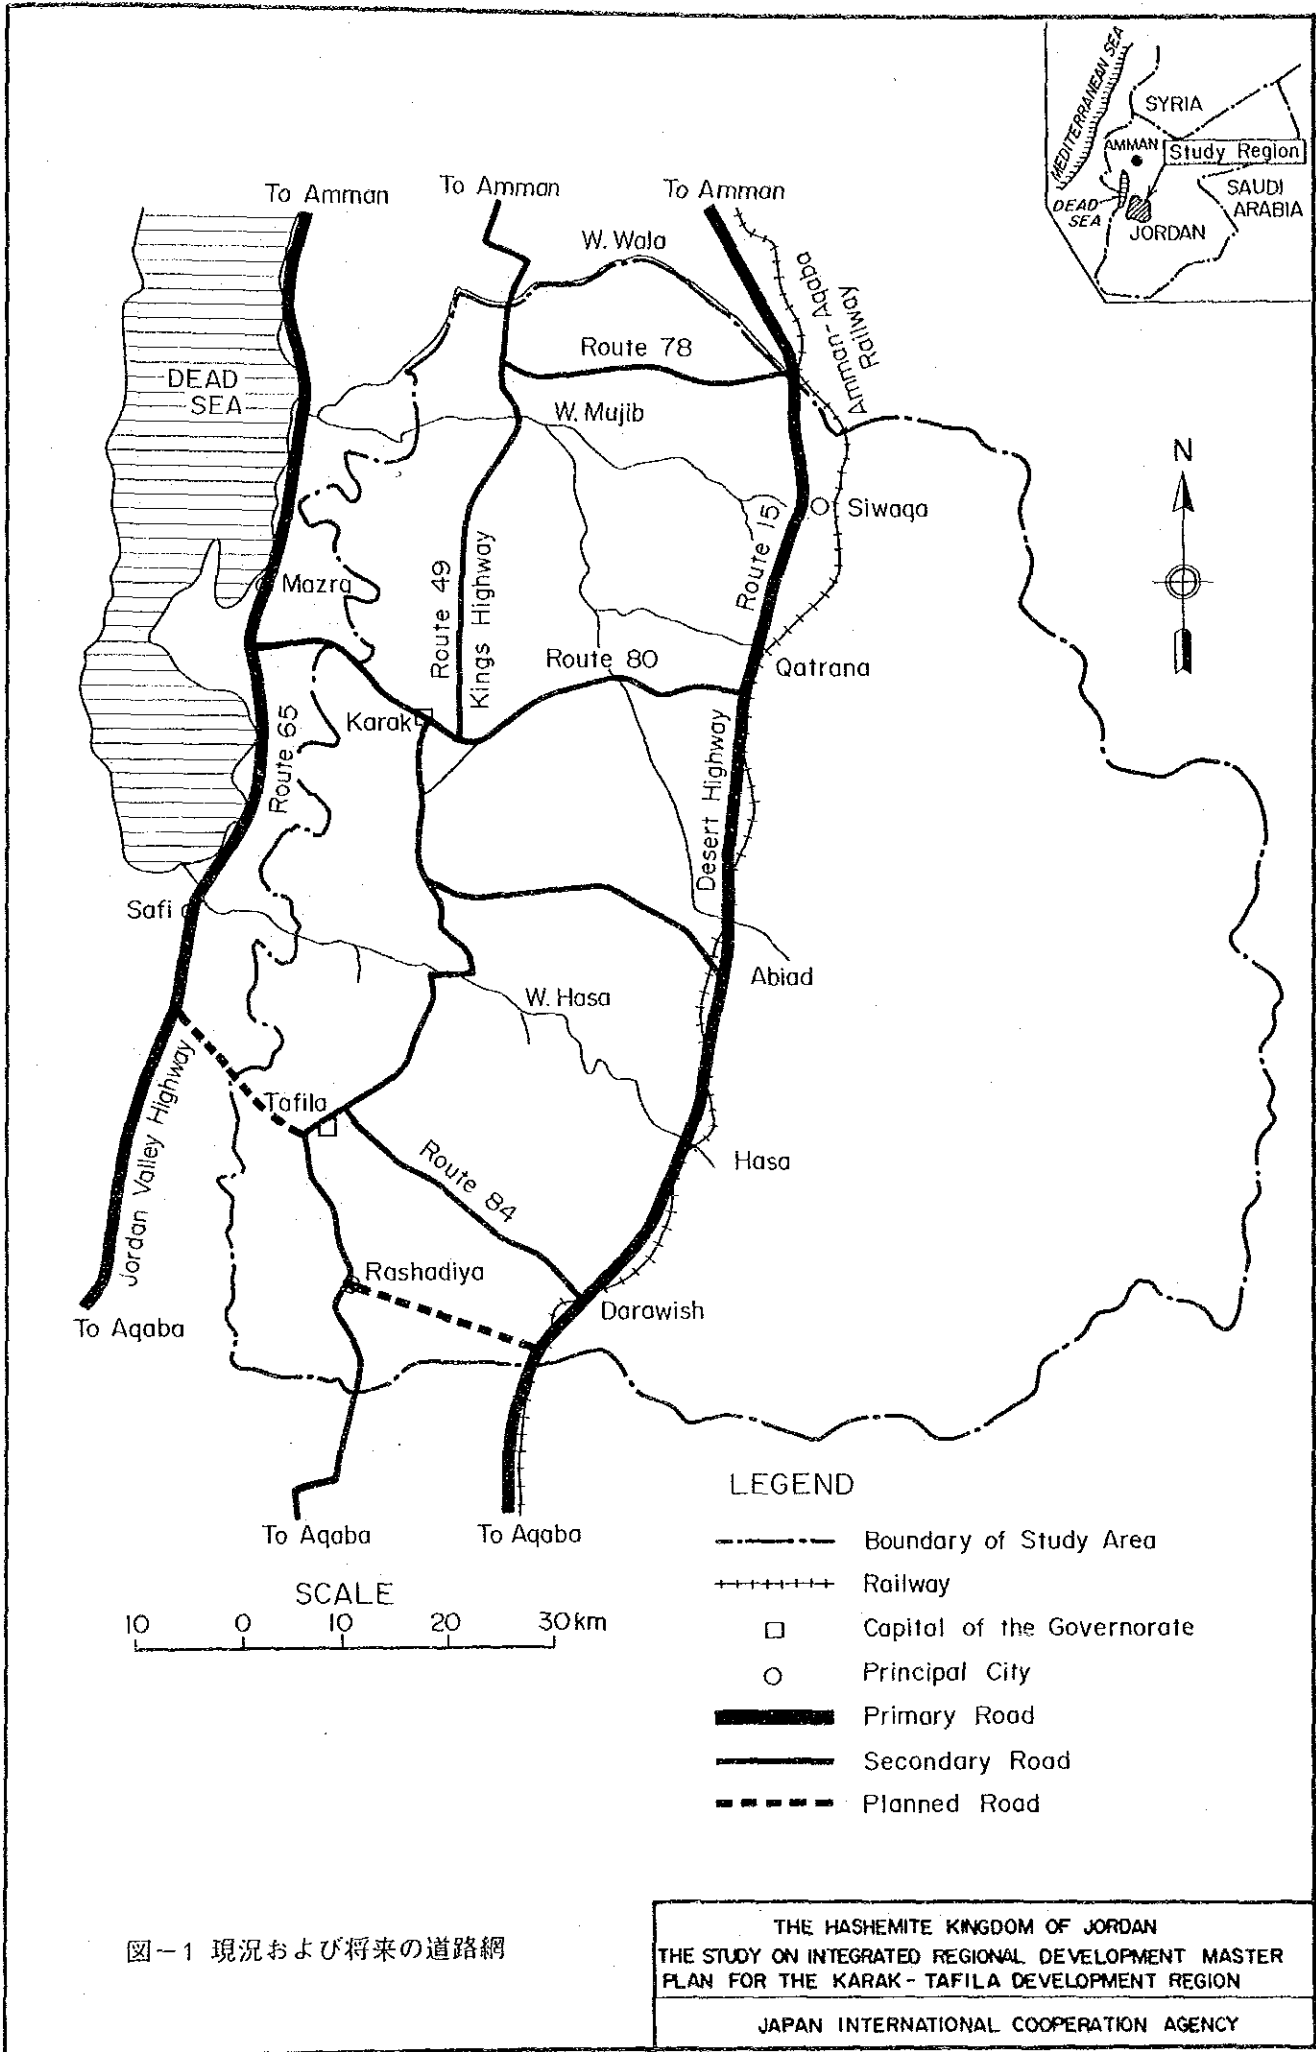 MEDITERRANEAN SEA
SYRIA
AMMAN
Study Region
DEAD
SEA
SAUDI
ARABIA
JORDAN
To Amman
To Amman
To Amman
W. Wala
Amman-Aqaba
Railway
Route 78
DEAD
SEA
W. Mujib
N
Siwaqa
Route 15
Mazra
Route 49
Kings Highway
Route 80
Qatrana
Karak
Route 65
Desert Highway
Safi
Abiad
W. Hasa
Jordan Valley Highway
Tafila
Hasa
Route 84
Rashadiya
Darawish
To Aqaba
To Aqaba
To Aqaba
SCALE
10 0 10 20 30km
LEGEND
Boundary of Study Area
Railway
Capital of the Governorate
Principal City
Primary Road
Secondary Road
Planned Road
図-1 現況および将来の道路網
THE HASHEMITE KINGDOM OF JORDAN
THE STUDY ON INTEGRATED REGIONAL DEVELOPMENT MASTER
PLAN FOR THE KARAK-TAFILA DEVELOPMENT REGION
JAPAN INTERNATIONAL COOPERATION AGENCY